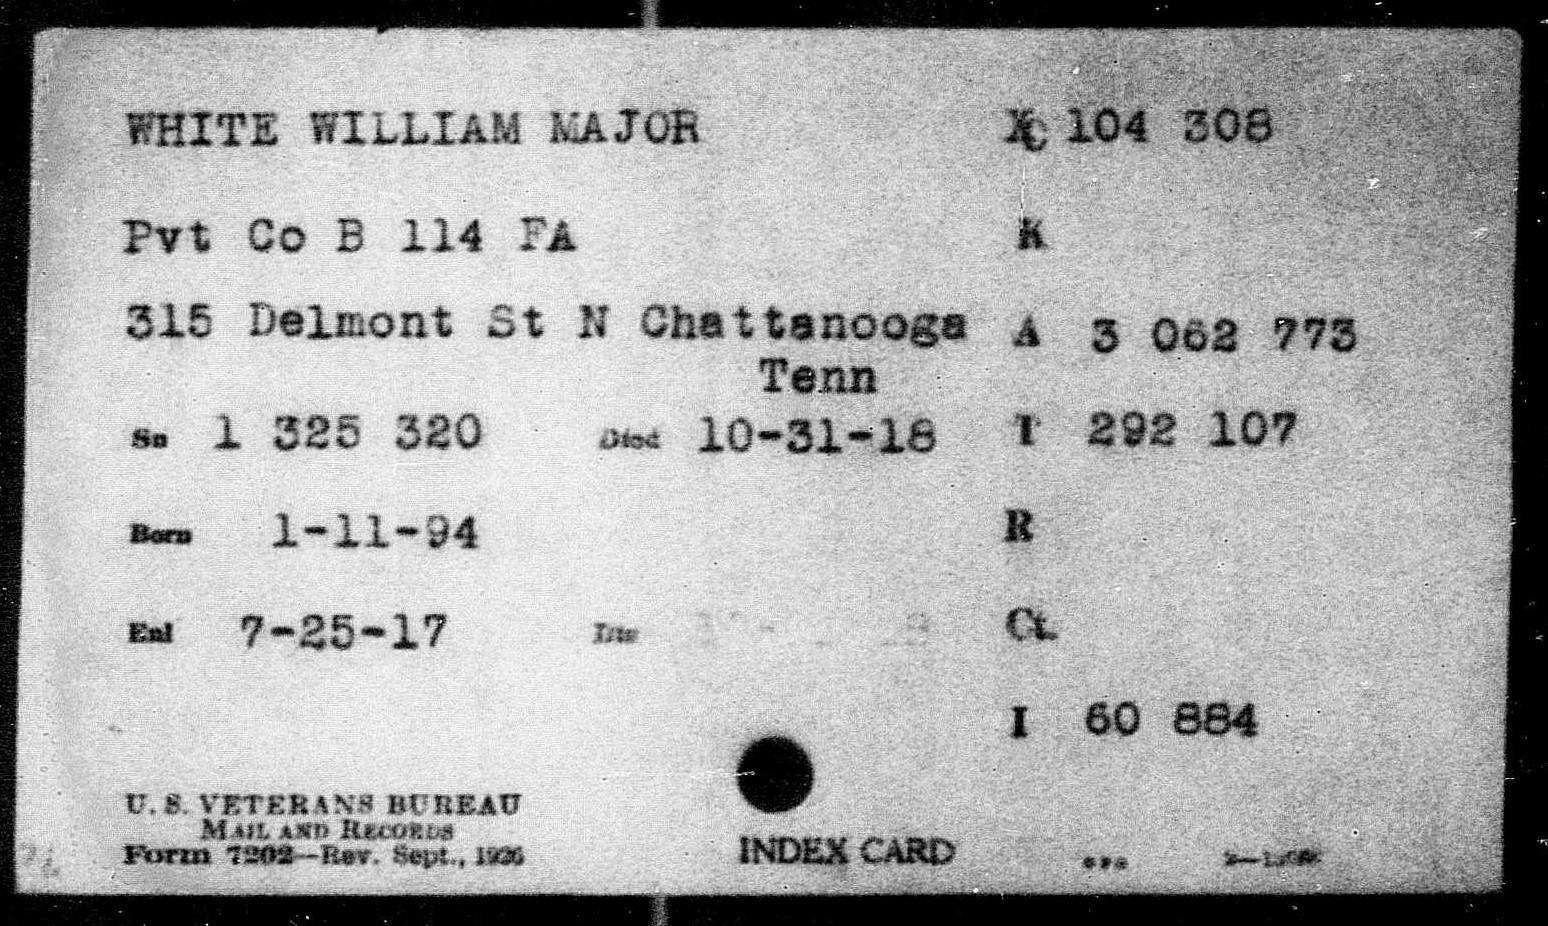 WHITE WILLIAM MAJOR XC 104 308
Pvt Co B 114 FA K
315 Delmont St N Chattanooga A 3 062 773
Tenn
Sn 1 325 320 Died 10-31-18 T 292 107
Born 1-11-94 R
Enl 7-25-17 Ct.
I 60 884
U. S. VETERANS BUREAU
MAIL AND RECORDS
Form 7202—Rev. Sept., 1926 INDEX CARD